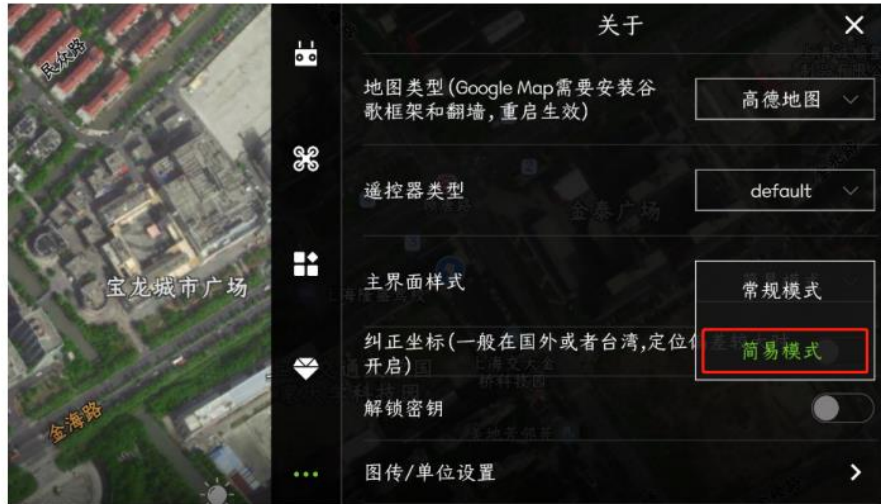 民众路
宝龙城市广场
金海路
关于
地图类型(Google Map需要安装谷
歌框架和翻墙,重启生效)
高德地图
遥控器类型
default
金泰广场
主界面样式
常规模式
简易模式
纠正坐标(一般在国外或者台湾,定位
开启)
解锁密钥
图传/单位设置